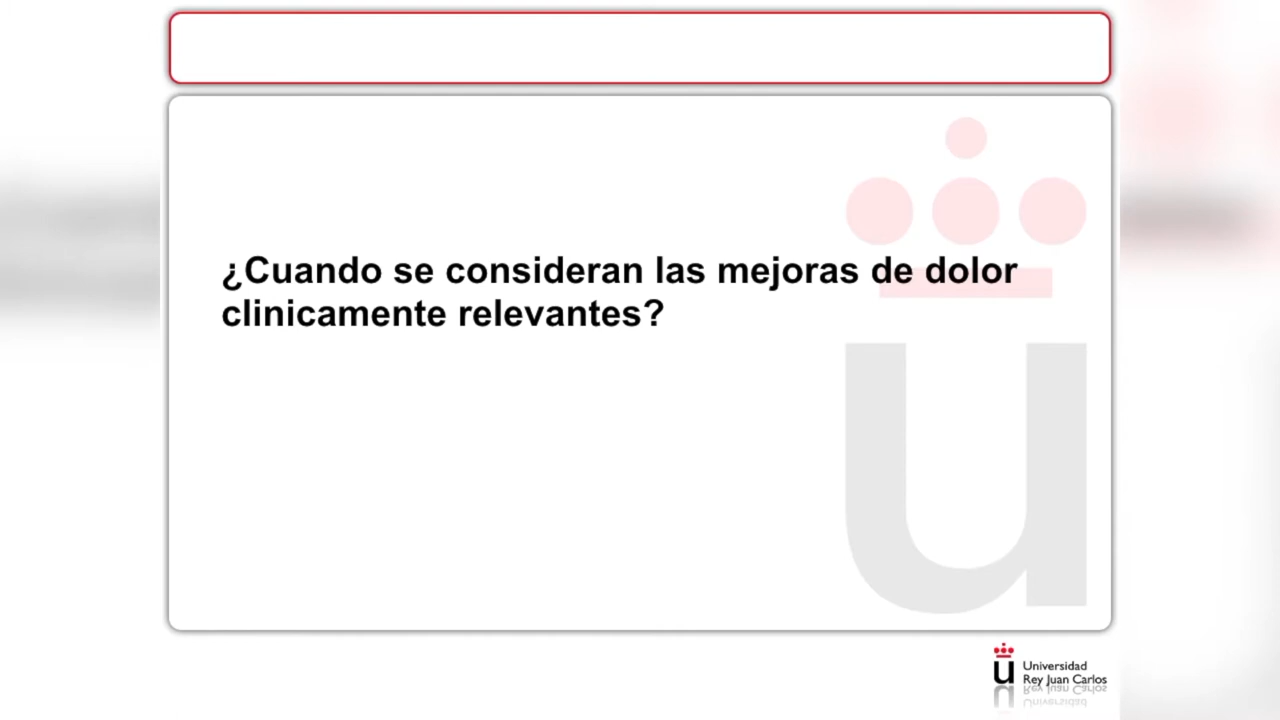 ¿Cuando se consideran las mejoras de dolor
clinicamente relevantes?
Universidad
Rey Juan Carlos